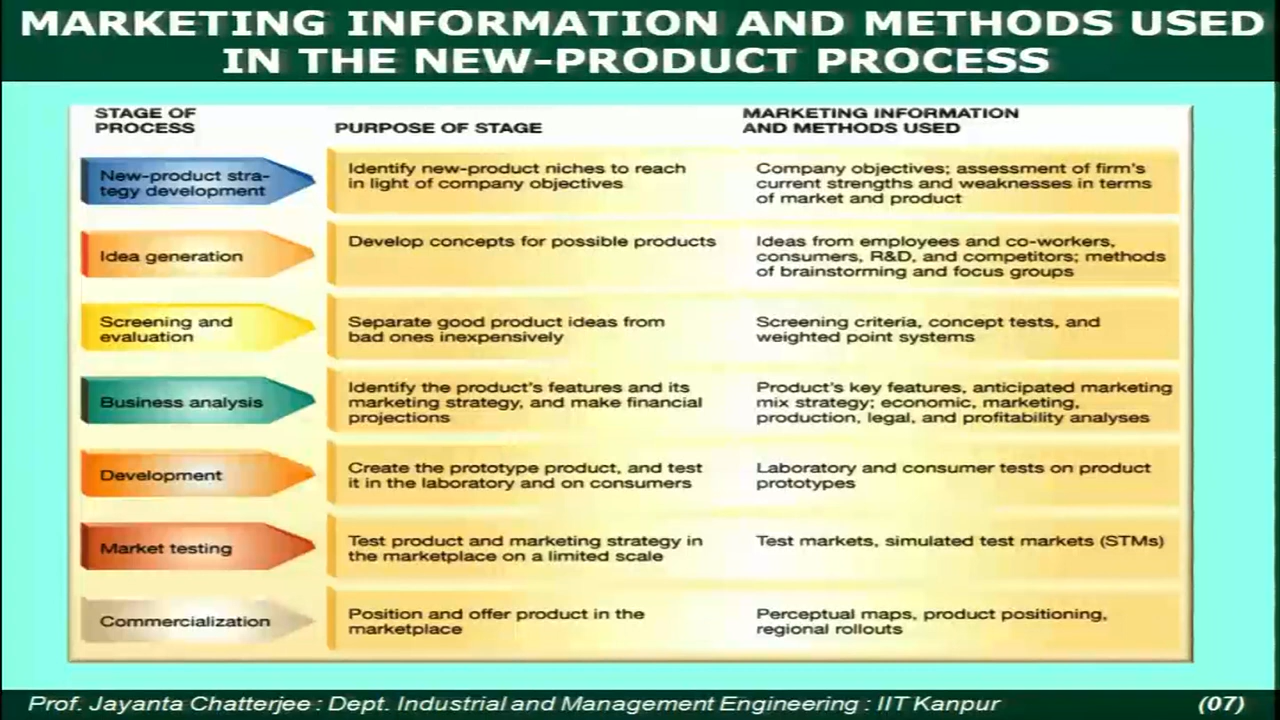 MARKETING INFORMATION AND METHODS USED
IN THE NEW-PRODUCT PROCESS
STAGE OF
PROCESS
PURPOSE OF STAGE
MARKETING INFORMATION
AND METHODS USED
New-product stra-
tegy development
Identify new-product niches to reach
in light of company objectives
Company objectives; assessment of firm's
current strengths and weaknesses in terms
of market and product
Idea generation
Develop concepts for possible products
Ideas from employees and co-workers,
consumers, R&D, and competitors; methods
of brainstorming and focus groups
Screening and
evaluation
Separate good product ideas from
bad ones inexpensively
Screening criteria, concept tests, and
weighted point systems
Business analysis
Identify the product's features and its
marketing strategy, and make financial
projections
Product's key features, anticipated marketing
mix strategy; economic, marketing,
production, legal, and profitability analyses
Development
Create the prototype product, and test
it in the laboratory and on consumers
Laboratory and consumer tests on product
prototypes
Market testing
Test product and marketing strategy in
the marketplace on a limited scale
Test markets, simulated test markets (STMs)
Commercialization
Position and offer product in the
marketplace
Perceptual maps, product positioning,
regional rollouts
Prof. Jayanta Chatterjee : Dept. Industrial and Management Engineering : IIT Kanpur
(07)